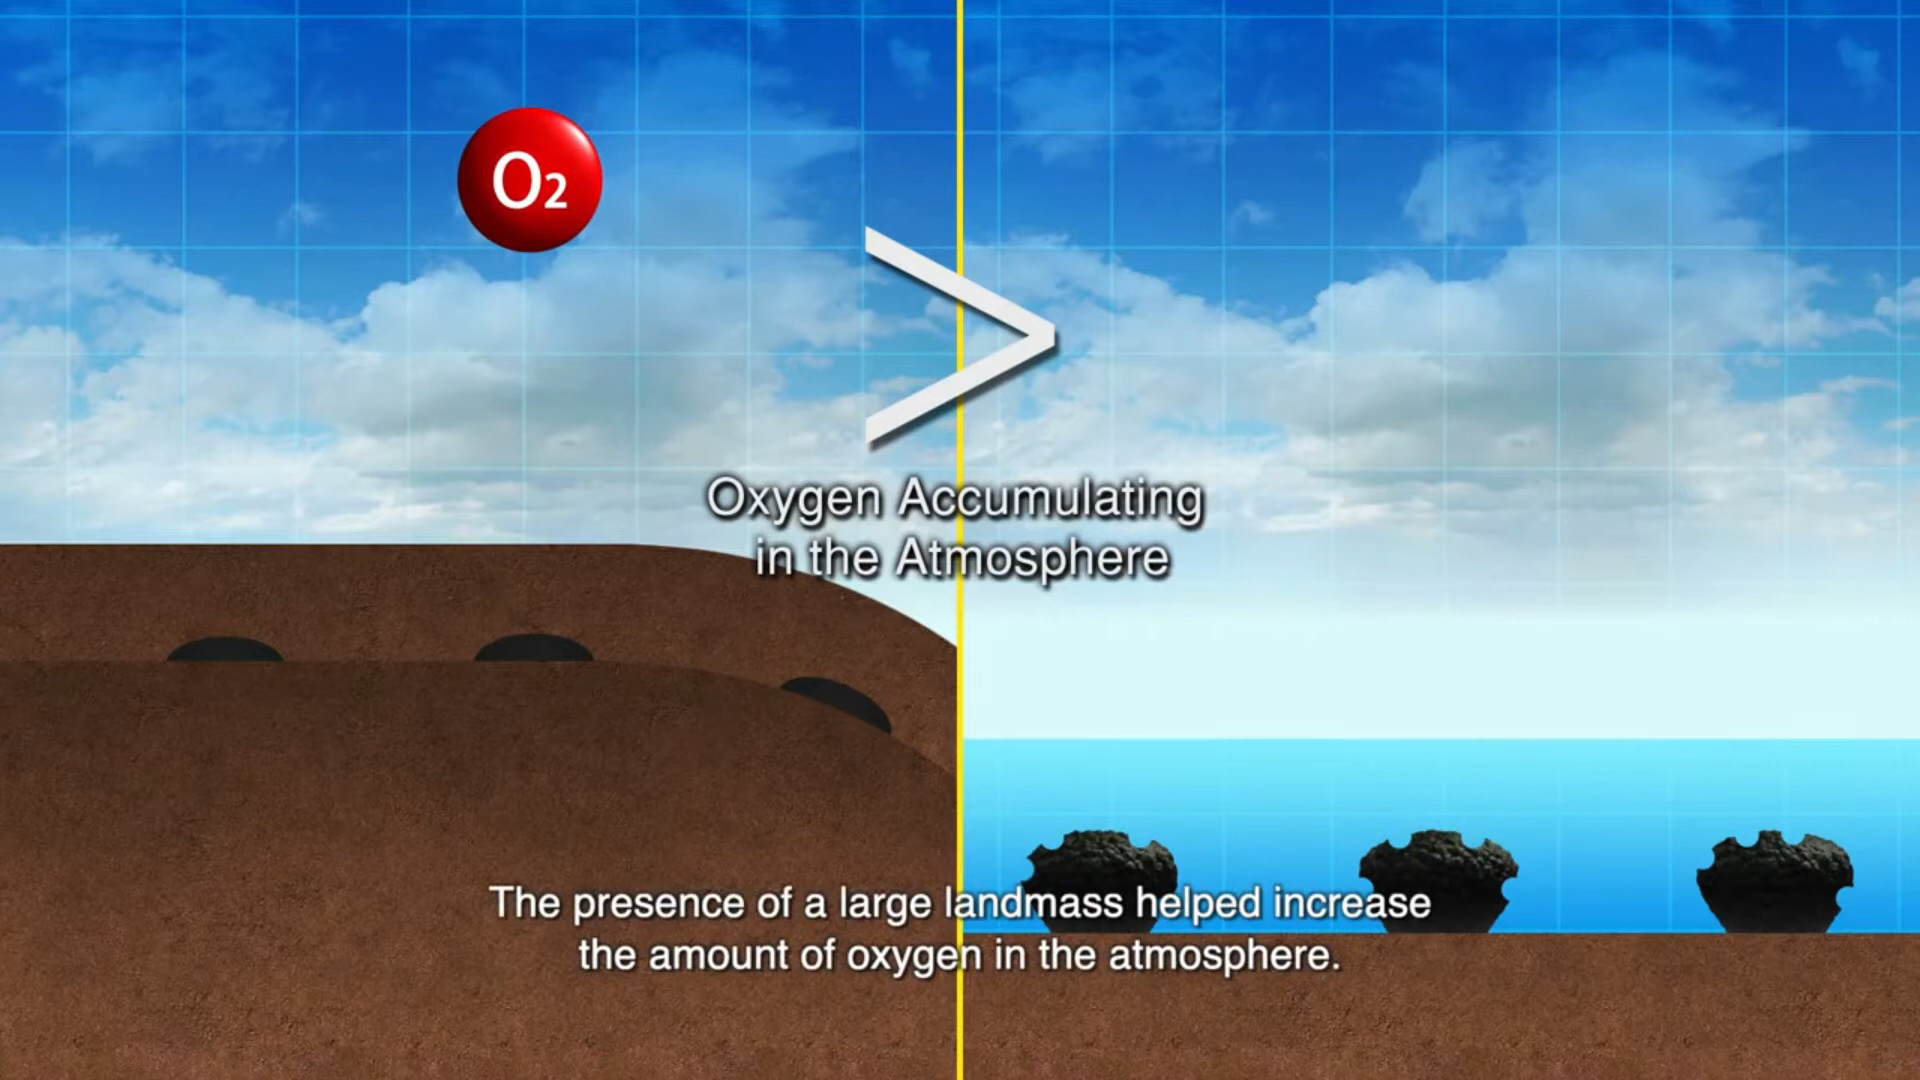 O2
>
Oxygen Accumulating
in the Atmosphere
The presence of a large landmass helped increase
the amount of oxygen in the atmosphere.